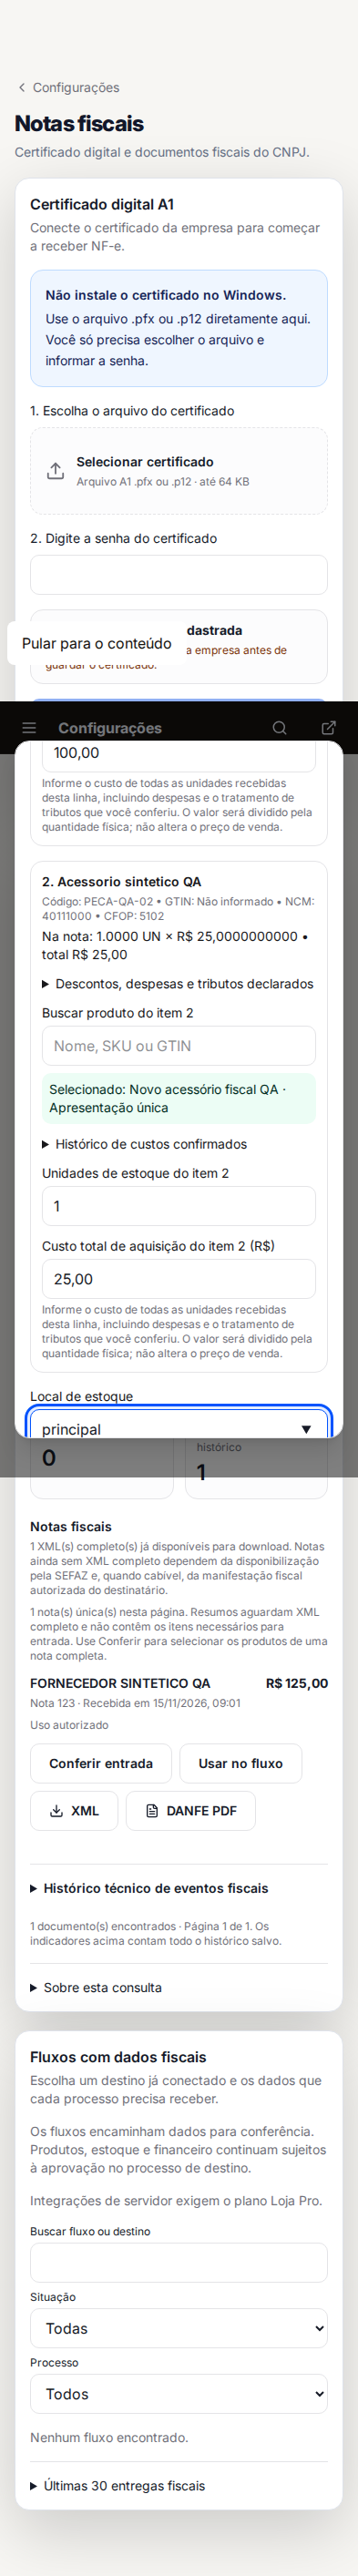 Configurações
Notas fiscais
Certificado digital e documentos fiscais do CNPJ.
Certificado digital A1
Conecte o certificado da empresa para começar
a receber NF-e.
Não instale o certificado no Windows.
Use o arquivo .pfx ou .p12 diretamente aqui.
Você só precisa escolher o arquivo e
informar a senha.
1. Escolha o arquivo do certificado
Selecionar certificado
Arquivo A1 .pfx ou .p12 · até 64 KB
2. Digite a senha do certificado
dastrada
Pular para o conteúdo
a empresa antes de
guardar o certificado.
Configurações
100,00
Informe o custo de todas as unidades recebidas
desta linha, incluindo despesas e o tratamento de
tributos que você conferiu. O valor será dividido pela
quantidade física; não altera o preço de venda.
2. Acessorio sintetico QA
Código: PECA-QA-02 • GTIN: Não informado • NCM:
40111000 • CFOP: 5102
Na nota: 1.0000 UN × R$ 25,0000000000 •
total R$ 25,00
Descontos, despesas e tributos declarados
Buscar produto do item 2
Nome, SKU ou GTIN
Selecionado: Novo acessório fiscal QA ·
Apresentação única
Histórico de custos confirmados
Unidades de estoque do item 2
1
Custo total de aquisição do item 2 (R$)
25,00
Informe o custo de todas as unidades recebidas
desta linha, incluindo despesas e o tratamento de
tributos que você conferiu. O valor será dividido pela
quantidade física; não altera o preço de venda.
Local de estoque
principal
histórico
0
1
Notas fiscais
1 XML(s) completo(s) já disponíveis para download. Notas
ainda sem XML completo dependem da disponibilização
pela SEFAZ e, quando cabível, da manifestação fiscal
autorizada do destinatário.
1 nota(s) única(s) nesta página. Resumos aguardam XML
completo e não contêm os itens necessários para
entrada. Use Conferir para selecionar os produtos de uma
nota completa.
FORNECEDOR SINTETICO QA R$ 125,00
Nota 123 · Recebida em 15/11/2026, 09:01
Uso autorizado
Conferir entrada Usar no fluxo
XML DANFE PDF
Histórico técnico de eventos fiscais
1 documento(s) encontrados · Página 1 de 1. Os
indicadores acima contam todo o histórico salvo.
Sobre esta consulta
Fluxos com dados fiscais
Escolha um destino já conectado e os dados que
cada processo precisa receber.
Os fluxos encaminham dados para conferência.
Produtos, estoque e financeiro continuam sujeitos
à aprovação no processo de destino.
Integrações de servidor exigem o plano Loja Pro.
Buscar fluxo ou destino
Situação
Todas
Processo
Todos
Nenhum fluxo encontrado.
Últimas 30 entregas fiscais